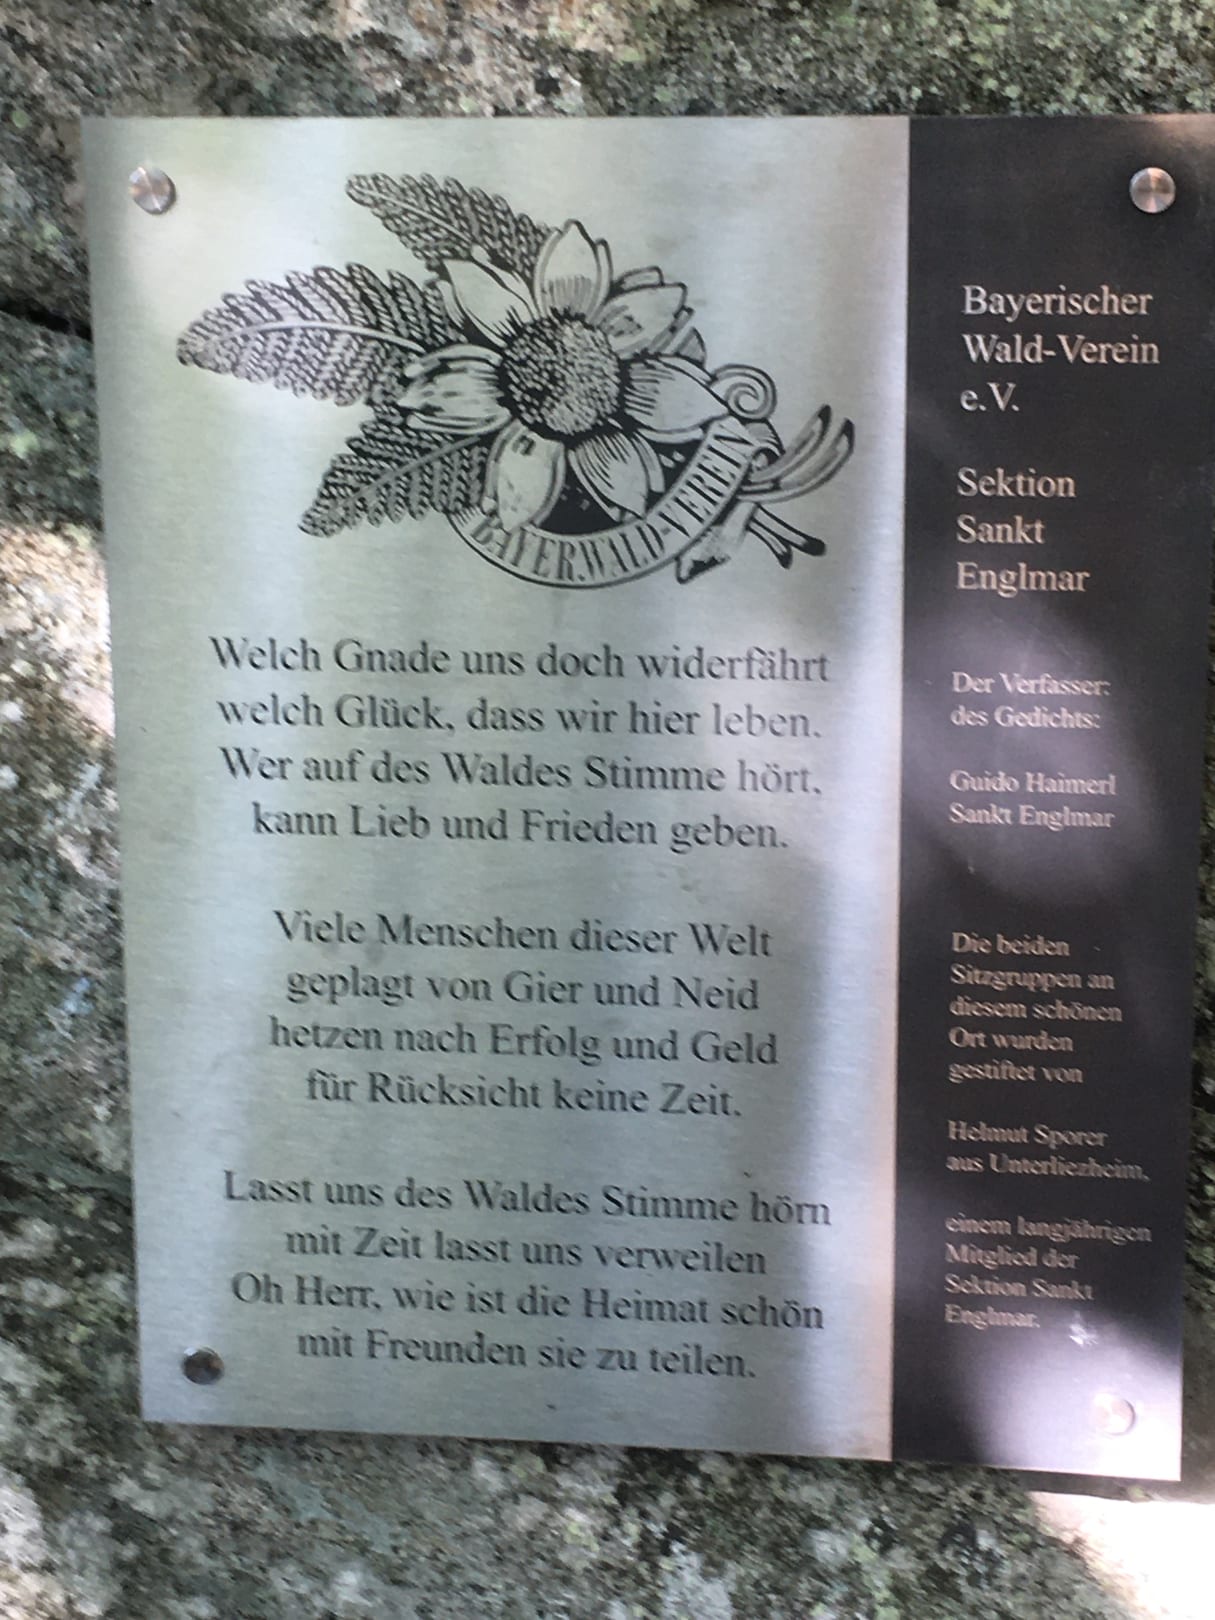 BAYER.WALD-VEREIN
Welch Gnade uns doch widerfährt
welch Glück, dass wir hier leben.
Wer auf des Waldes Stimme hört,
kann Lieb und Frieden geben.
Viele Menschen dieser Welt
geplagt von Gier und Neid
hetzen nach Erfolg und Geld
für Rücksicht keine Zeit.
Lasst uns des Waldes Stimme hörn
mit Zeit lasst uns verweilen
Oh Herr, wie ist die Heimat schön
mit Freunden sie zu teilen.
Bayerischer
Wald-Verein
e.V.
Sektion
Sankt
Englmar
Der Verfasser:
des Gedichts:
Guido Haimerl
Sankt Englmar
Die beiden
Sitzgruppen an
diesem schönen
Ort wurden
gestiftet von
Helmut Sporer
aus Unterliezheim,
einem langjährigen
Mitglied der
Sektion Sankt
Englmar.